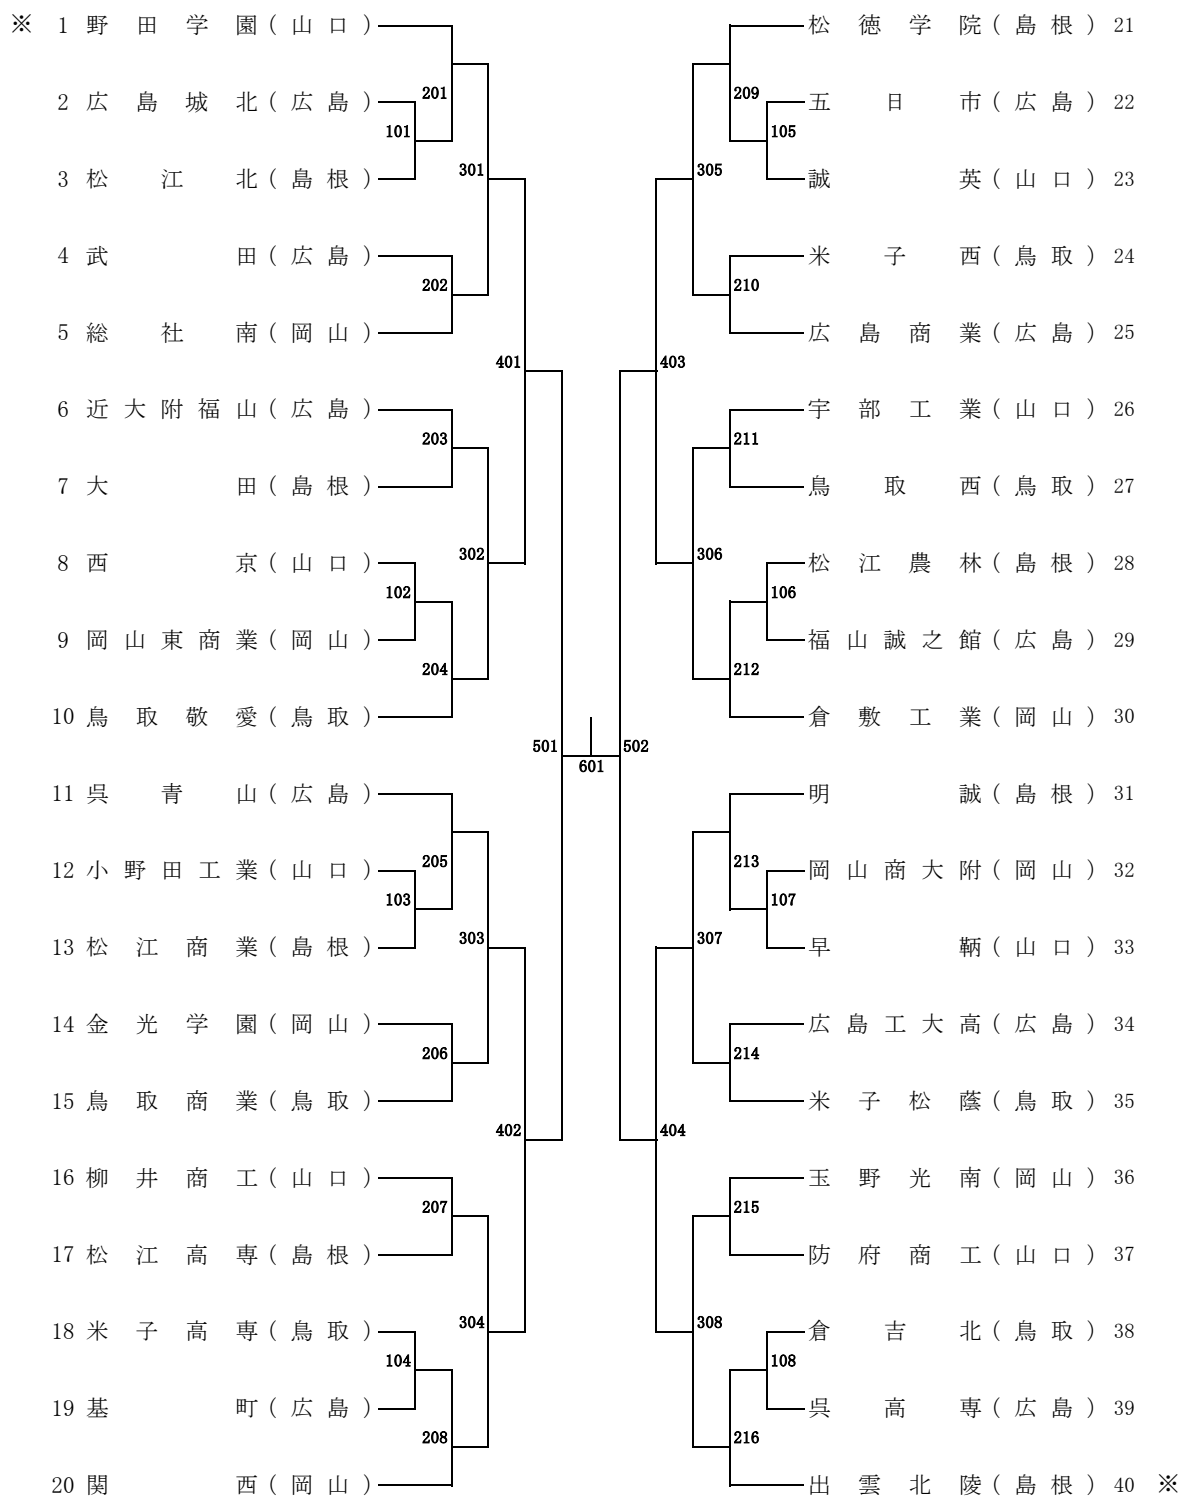 ※ 1 野田学園(山口)
201
2 広島城北(広島)
101
3 松江北(島根)
301
4 武田(広島)
202
5 総社南(岡山)
401
6 近大附福山(広島)
203
7 大田(島根)
302
8 西京(山口)
102
9 岡山東商業(岡山)
204
10 鳥取敬愛(鳥取)
501
601
11 呉青山(広島)
205
12 小野田工業(山口)
103
13 松江商業(島根)
303
14 金光学園(岡山)
206
15 鳥取商業(鳥取)
402
16 柳井商工(山口)
207
17 松江高専(島根)
304
18 米子高専(鳥取)
104
19 基町(広島)
208
20 関西(岡山)
松徳学院(島根) 21
209
五日市(広島) 22
105
誠英(山口) 23
305
米子西(鳥取) 24
210
広島商業(広島) 25
403
宇部工業(山口) 26
211
鳥取西(鳥取) 27
306
松江農林(島根) 28
106
福山誠之館(広島) 29
212
倉敷工業(岡山) 30
502
明誠(島根) 31
213
岡山商大附(岡山) 32
107
早鞆(山口) 33
307
広島工大高(広島) 34
214
米子松蔭(鳥取) 35
404
玉野光南(岡山) 36
215
防府商工(山口) 37
308
倉吉北(鳥取) 38
108
呉高専(広島) 39
216
出雲北陵(島根) 40 ※